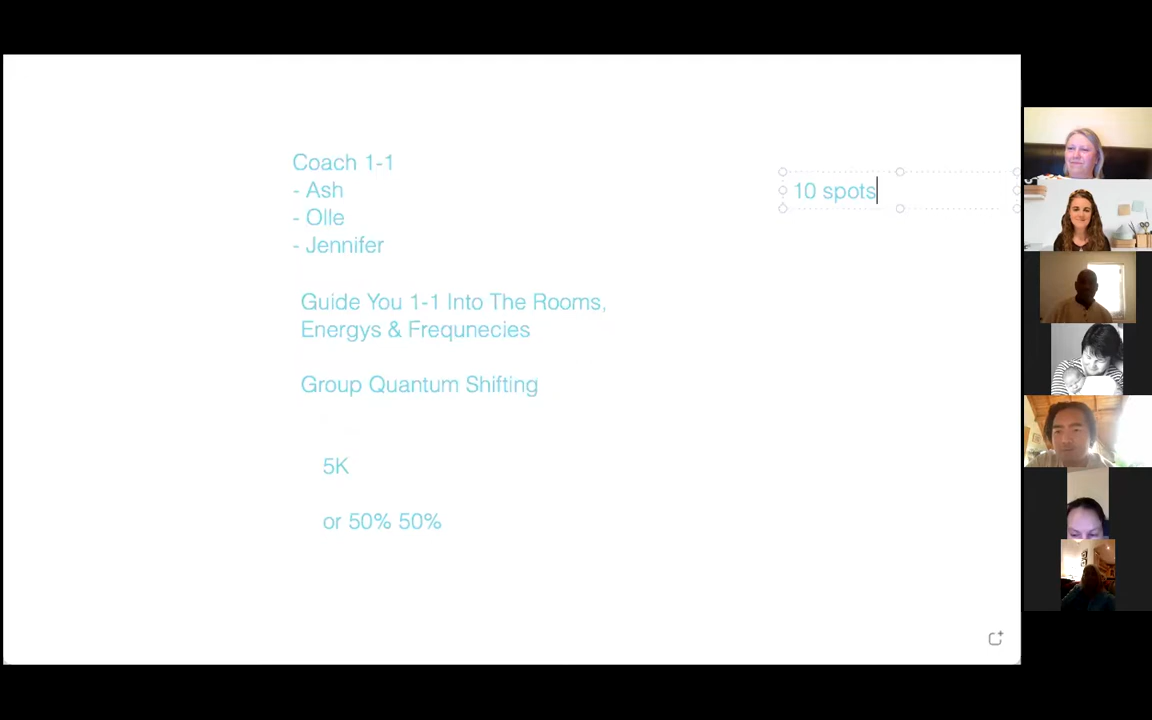 Coach 1-1
- Ash
- Olle
- Jennifer
10 spots
Guide You 1-1 Into The Rooms,
Energys & Frequnecies
Group Quantum Shifting
5K
or 50% 50%